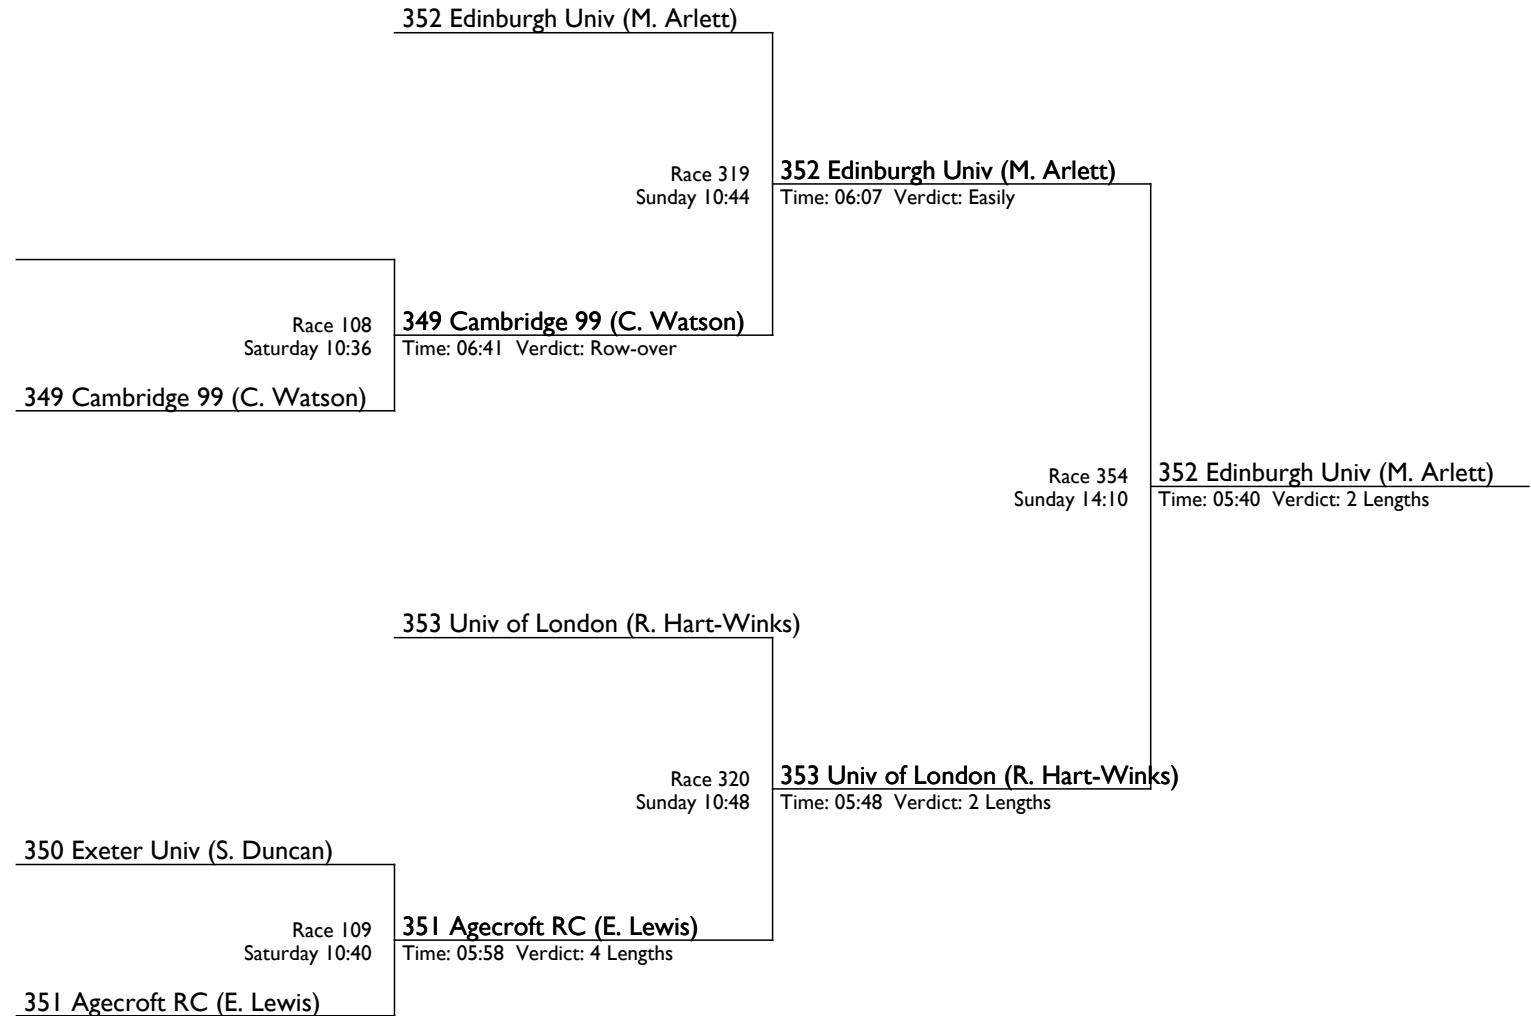 352 Edinburgh Univ (M. Arlett)
Race 319
Sunday 10:44
352 Edinburgh Univ (M. Arlett)
Time: 06:07 Verdict: Easily
Race 108
Saturday 10:36
349 Cambridge 99 (C. Watson)
Time: 06:41 Verdict: Row-over
349 Cambridge 99 (C. Watson)
Race 354
Sunday 14:10
352 Edinburgh Univ (M. Arlett)
Time: 05:40 Verdict: 2 Lengths
353 Univ of London (R. Hart-Winks)
Race 320
Sunday 10:48
353 Univ of London (R. Hart-Winks)
Time: 05:48 Verdict: 2 Lengths
350 Exeter Univ (S. Duncan)
Race 109
Saturday 10:40
351 Agecroft RC (E. Lewis)
Time: 05:58 Verdict: 4 Lengths
351 Agecroft RC (E. Lewis)